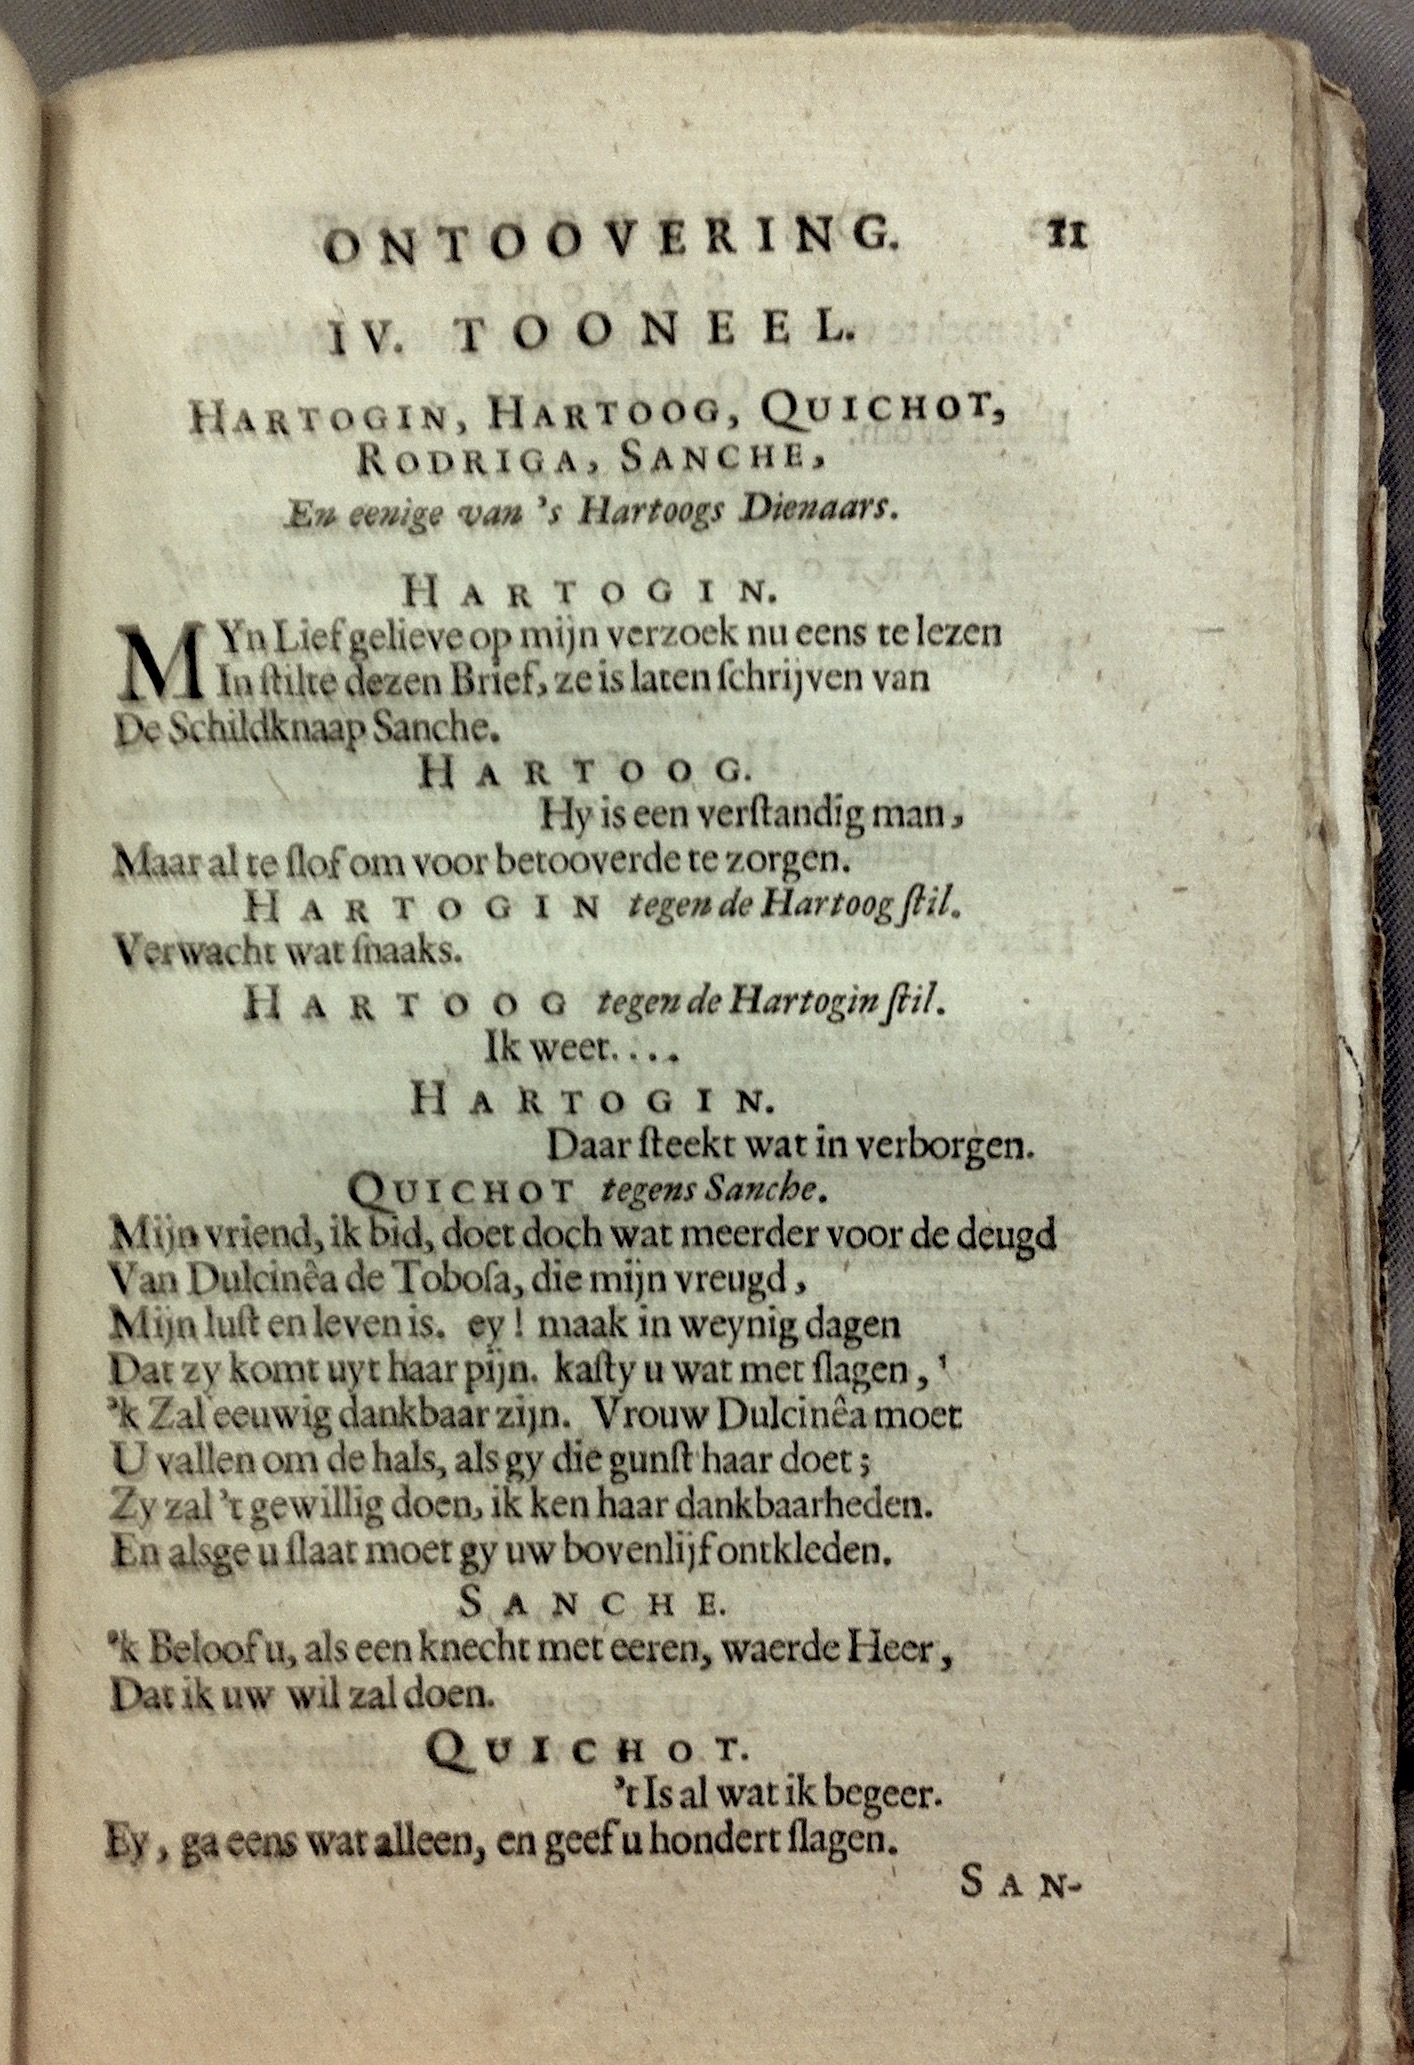 ONTOOVERING. 11
IV. TOONEEL.
HARTOGIN, HARTOOG, QUICHOT,
RODRIGA, SANCHE,
En eenige van 's Hartoogs Dienaars.
HARTOGIN.
MYn Lief gelieve op mijn verzoek nu eens te lezen
In ſtilte dezen Brief, ze is laten ſchrijven van
De Schildknaap Sanche.
HARTOOG.
Hy is een verſtandig man,
Maar al te ſlof om voor betooverde te zorgen.
HARTOGIN tegen de Hartoog ſtil.
Verwacht wat ſnaaks.
HARTOOG tegen de Hartogin ſtil.
Ik weet....
HARTOGIN.
Daar ſteekt wat in verborgen.
QUICHOT tegens Sanche.
Mijn vriend, ik bid, doet doch wat meerder voor de deugd
Van Dulcinêa de Toboſa, die mijn vreugd,
Mijn luſt en leven is. ey! maak in weynig dagen
Dat zy komt uyt haar pijn. kaſty u wat met ſlagen,
'k Zal eeuwig dankbaar zijn. Vrouw Dulcinêa moet
U vallen om de hals, als gy die gunſt haar doet;
Zy zal 't gewillig doen, ik ken haar dankbaarheden.
En alsge u ſlaat moet gy uw bovenlijf ontkleden.
SANCHE.
'k Beloof u, als een knecht met eeren, waerde Heer,
Dat ik uw wil zal doen.
QUICHOT.
't Is al wat ik begeer.
Ey, ga eens wat alleen, en geef u hondert ſlagen.
SAN-